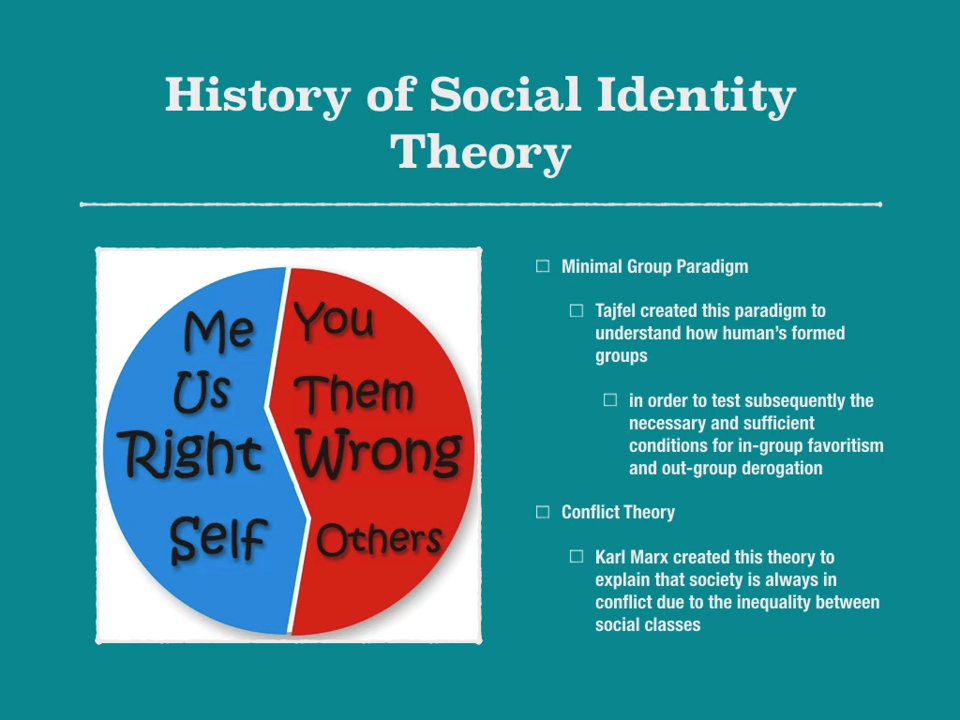 History of Social Identity
Theory
Me
Us
Right
Self
You
Them
Wrong
Others
Minimal Group Paradigm
Tajfel created this paradigm to
understand how human's formed
groups
in order to test subsequently the
necessary and sufficient
conditions for in-group favoritism
and out-group derogation
Conflict Theory
Karl Marx created this theory to
explain that society is always in
conflict due to the inequality between
social classes